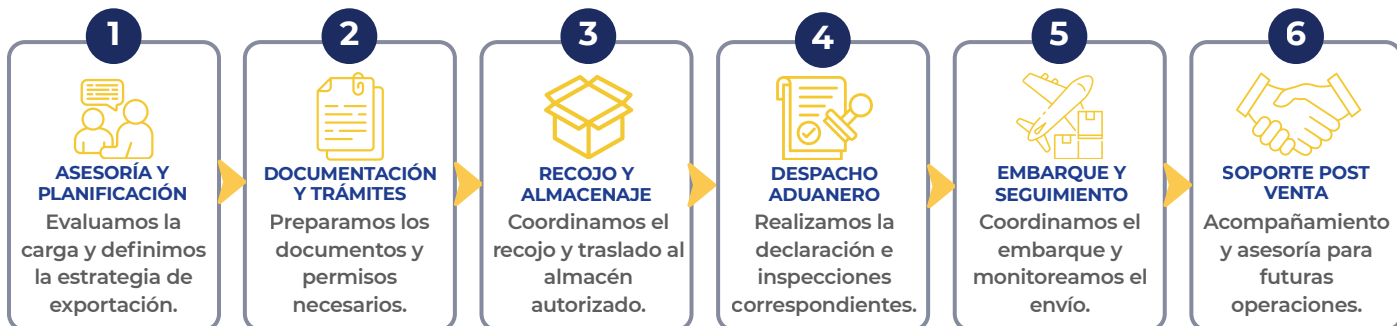 1
ASESORÍA Y
PLANIFICACIÓN
Evaluamos la
carga y definimos
la estrategia de
exportación.
2
DOCUMENTACIÓN
Y TRÁMITES
Preparamos los
documentos y
permisos
necesarios.
3
RECOJO Y
ALMACENAJE
Coordinamos el
recojo y traslado al
almacén
autorizado.
4
DESPACHO
ADUANERO
Realizamos la
declaración e
inspecciones
correspondientes.
5
EMBARQUE Y
SEGUIMIENTO
Coordinamos el
embarque y
monitoreamos el
envío.
6
SOPORTE POST
VENTA
Acompañamiento
y asesoría para
futuras
operaciones.